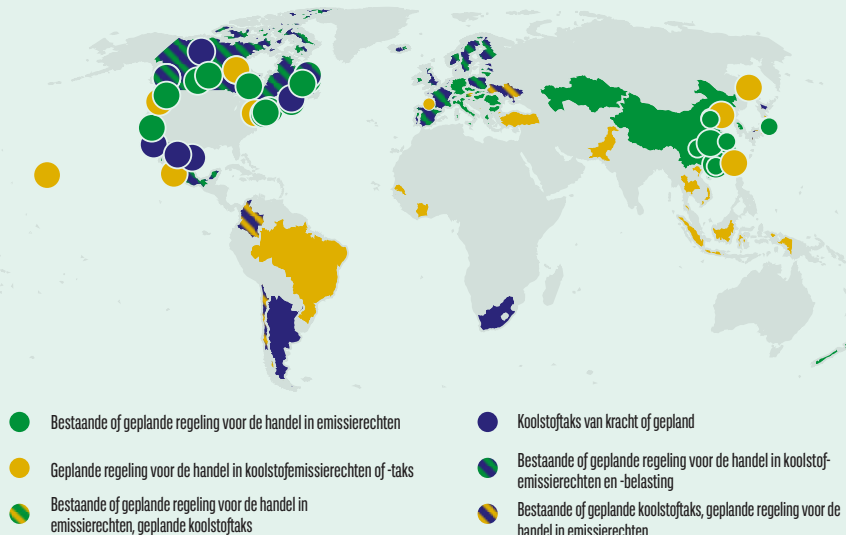 Bestaande of geplande regeling voor de handel in emissierechten
Geplande regeling voor de handel in koolstofemissierechten of -taks
Bestaande of geplande regeling voor de handel in
emissierechten, geplande koolstoftaks
Koolstoftaks van kracht of gepland
Bestaande of geplande regeling voor de handel in koolstof-
emissierechten en -belasting
Bestaande of geplande koolstoftaks, geplande regeling voor de
handel in emissierechten